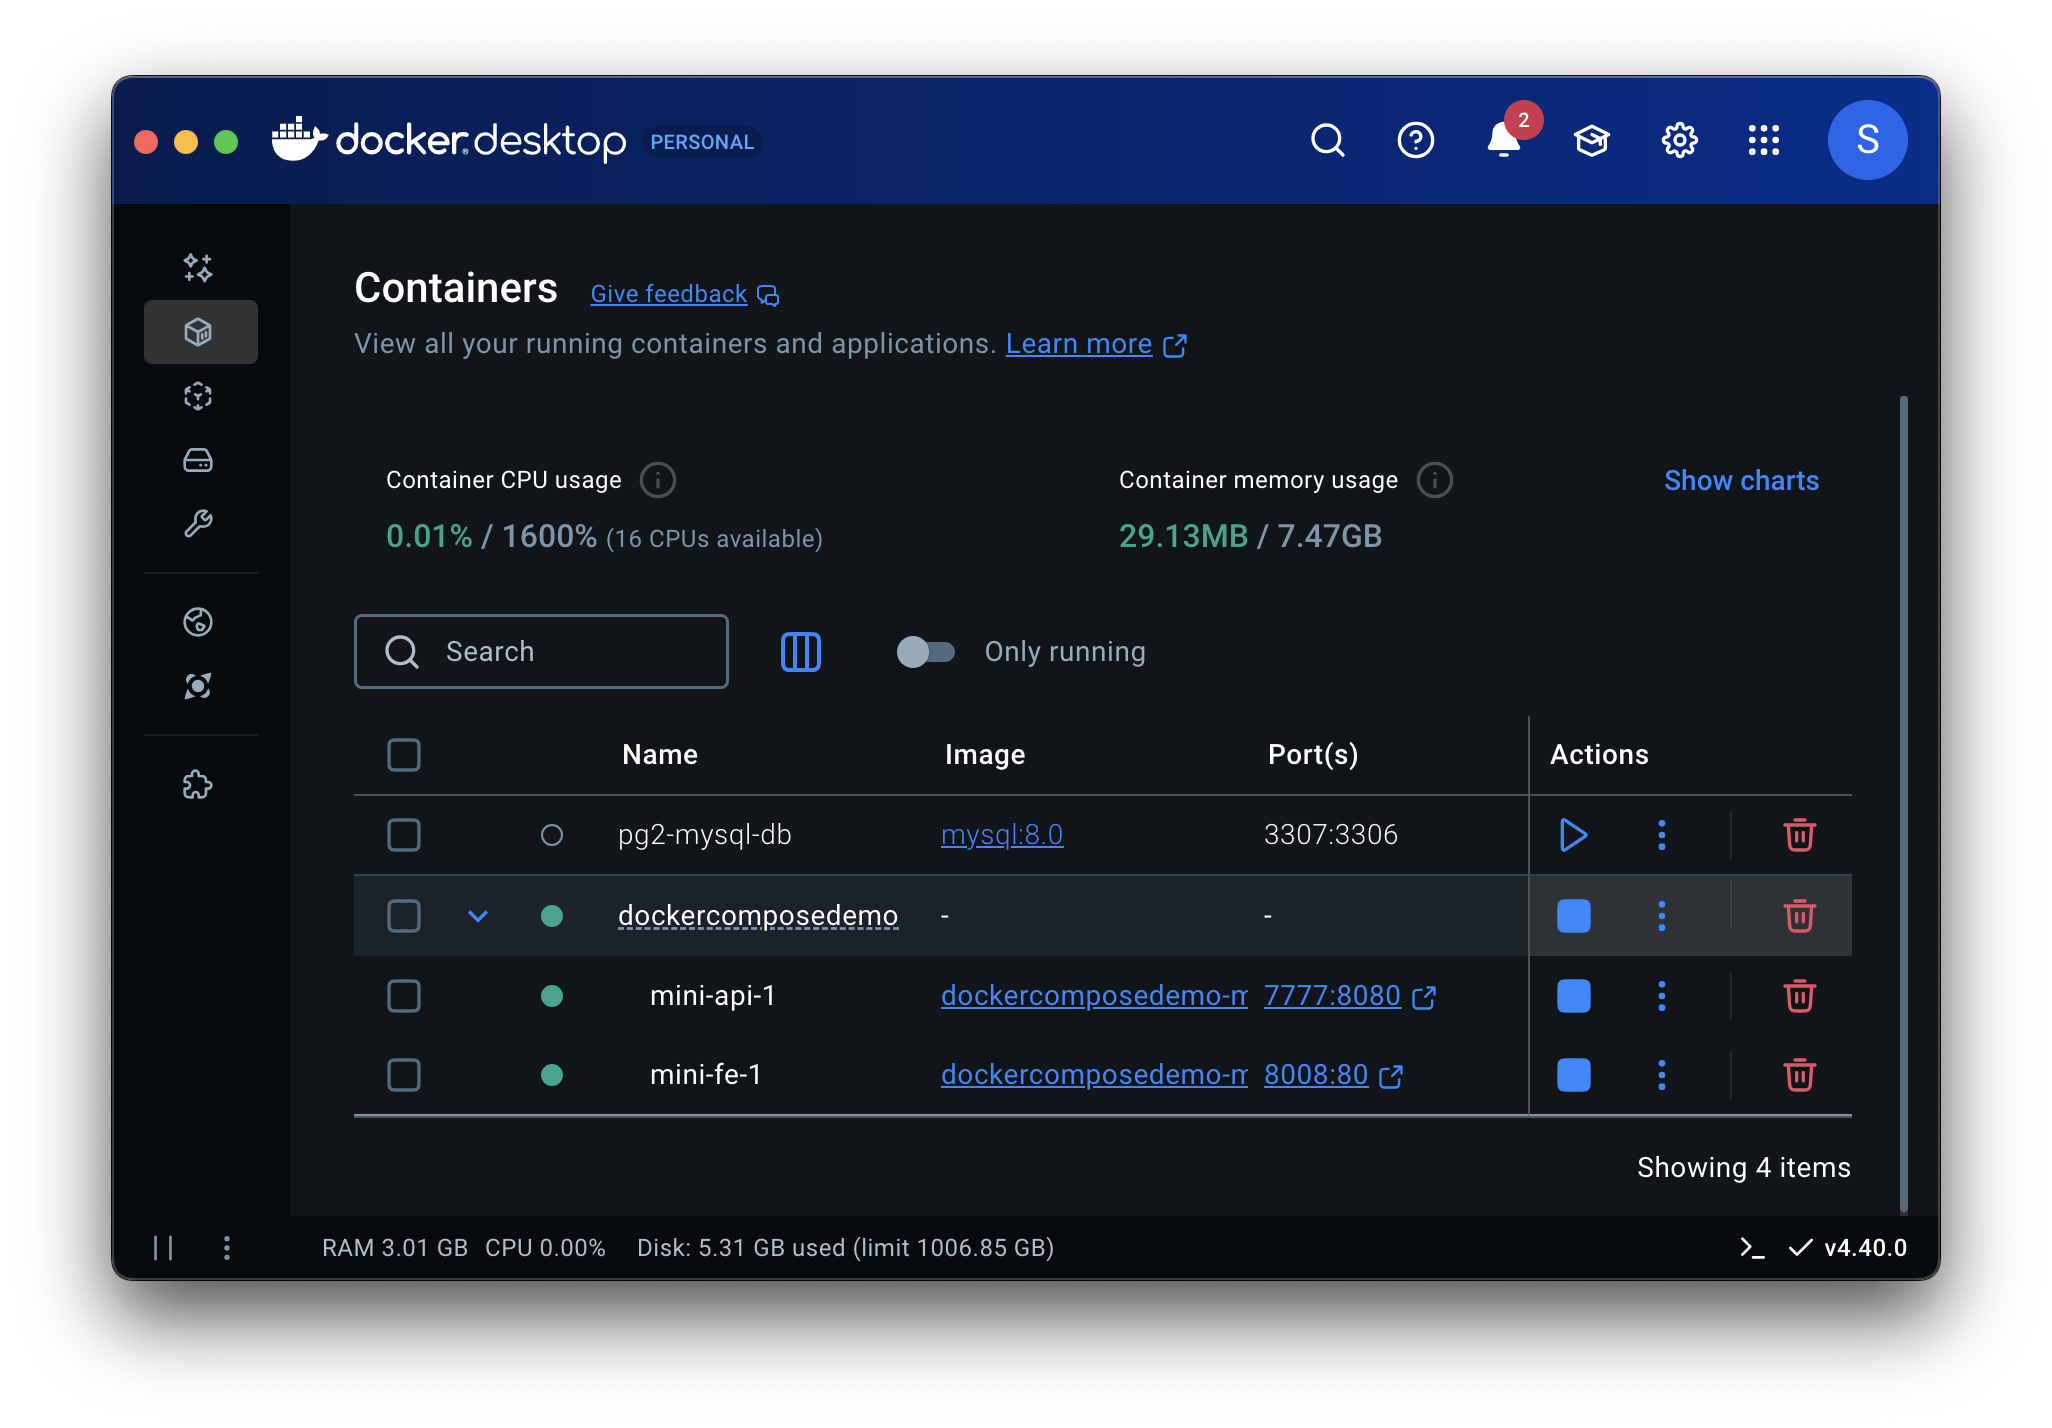 docker desktop PERSONAL
2
S
Containers Give feedback
View all your running containers and applications. Learn more
Container CPU usage
0.01% / 1600% (16 CPUs available)
Container memory usage
29.13MB / 7.47GB
Show charts
Search
Only running
Name Image Port(s) Actions
pg2-mysql-db mysql:8.0 3307:3306
dockercomposedemo - -
mini-api-1 dockercomposedemo-m 7777:8080
mini-fe-1 dockercomposedemo-m 8008:80
Showing 4 items
RAM 3.01 GB CPU 0.00% Disk: 5.31 GB used (limit 1006.85 GB)
v4.40.0